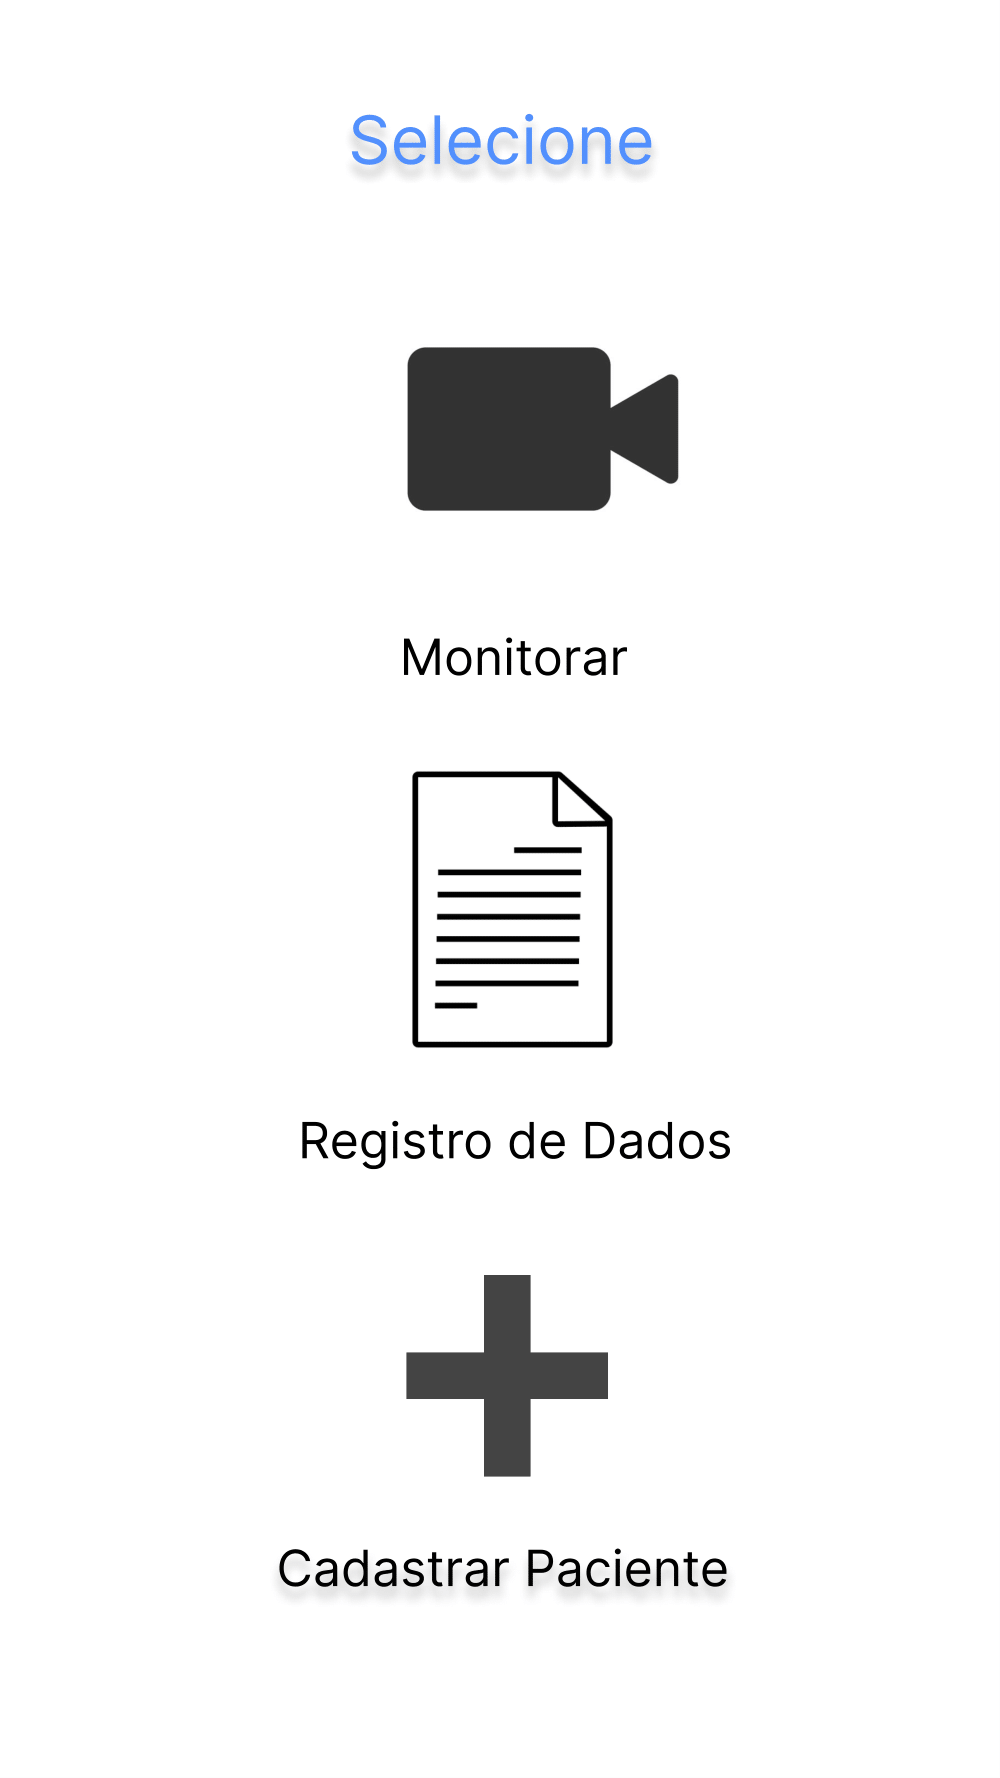 Selecione
Monitorar
Registro de Dados
Cadastrar Paciente